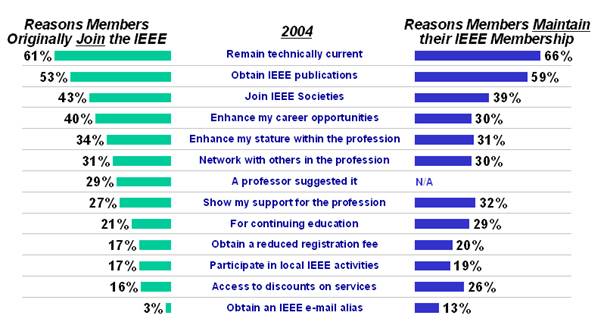 Reasons Members
Originally Join the IEEE
2004
Reasons Members Maintain
their IEEE Membership
61% Remain technically current 66%
53% Obtain IEEE publications 59%
43% Join IEEE Societies 39%
40% Enhance my career opportunities 30%
34% Enhance my stature within the profession 31%
31% Network with others in the profession 30%
29% A professor suggested it N/A
27% Show my support for the profession 32%
21% For continuing education 29%
17% Obtain a reduced registration fee 20%
17% Participate in local IEEE activities 19%
16% Access to discounts on services 26%
3% Obtain an IEEE e-mail alias 13%